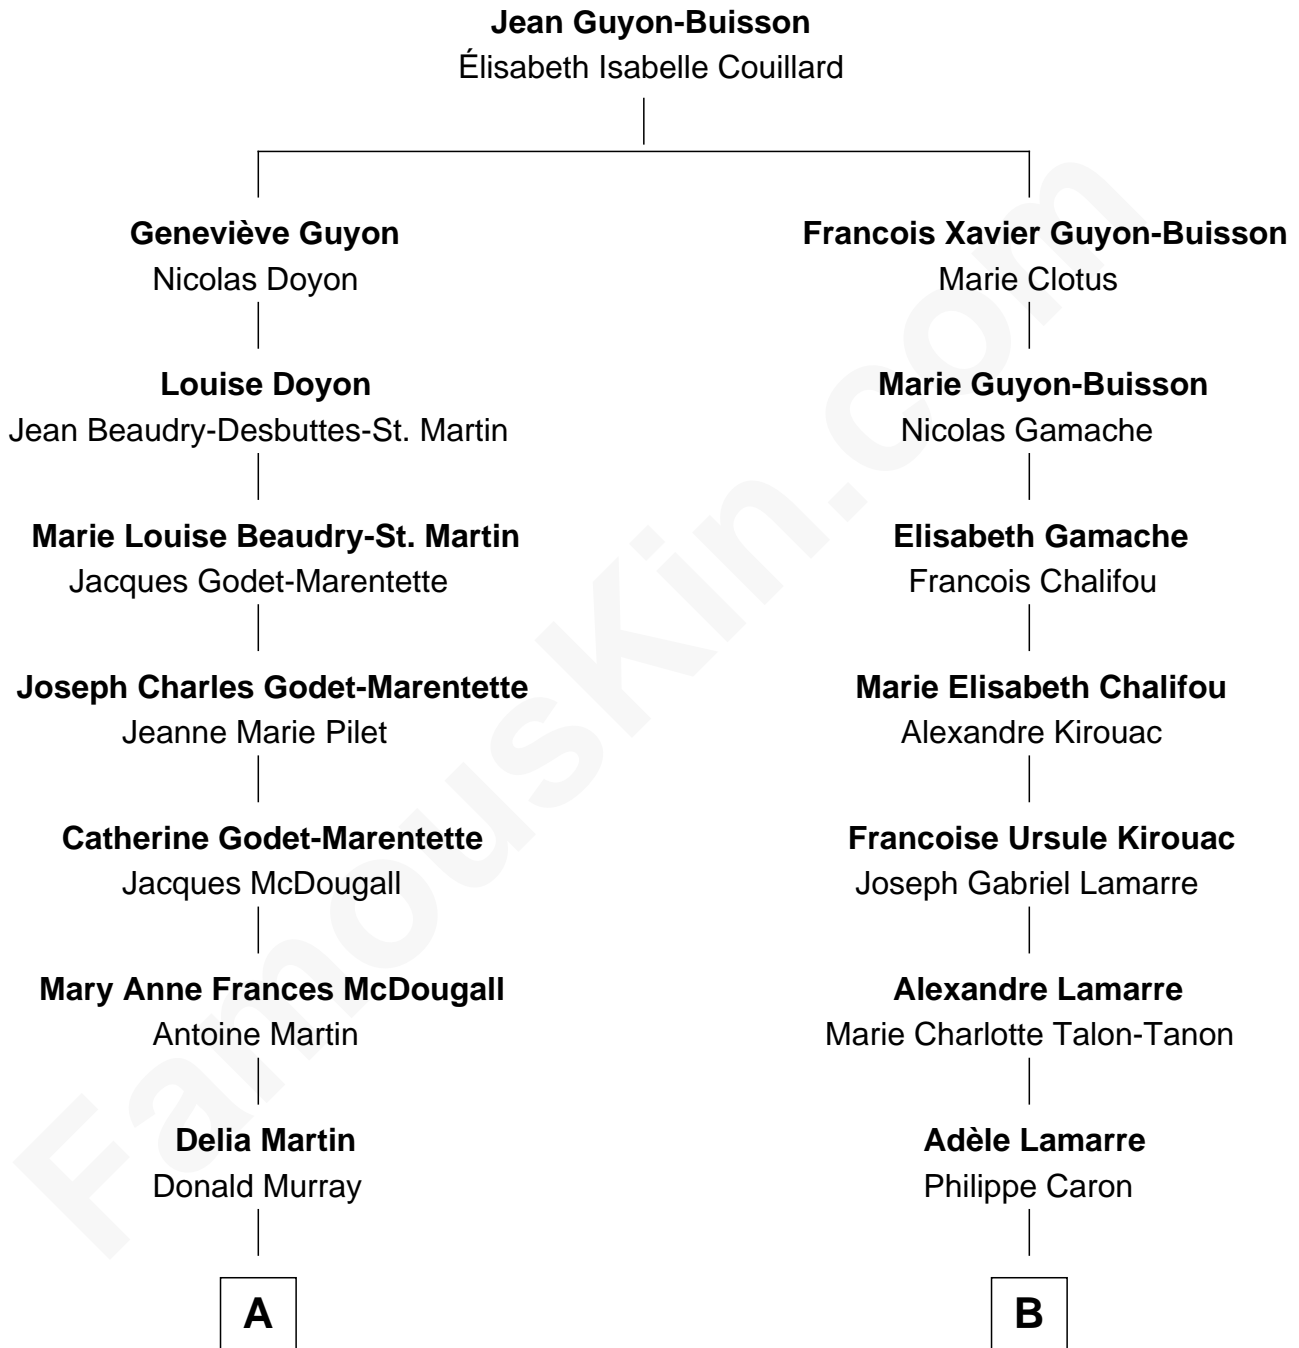 Jean Guyon-Buisson
Élisabeth Isabelle Couillard
Geneviève Guyon
Nicolas Doyon
Francois Xavier Guyon-Buisson
Marie Clotus
Louise Doyon
Jean Beaudry-Desbuttes-St. Martin
Marie Guyon-Buisson
Nicolas Gamache
Marie Louise Beaudry-St. Martin
Jacques Godet-Marentette
Elisabeth Gamache
Francois Chalifou
Joseph Charles Godet-Marentette
Jeanne Marie Pilet
Marie Elisabeth Chalifou
Alexandre Kirouac
Catherine Godet-Marentette
Jacques McDougall
Francoise Ursule Kirouac
Joseph Gabriel Lamarre
Mary Anne Frances McDougall
Antoine Martin
Alexandre Lamarre
Marie Charlotte Talon-Tanon
Delia Martin
Donald Murray
Adèle Lamarre
Philippe Caron
A
B
FamousKin.com